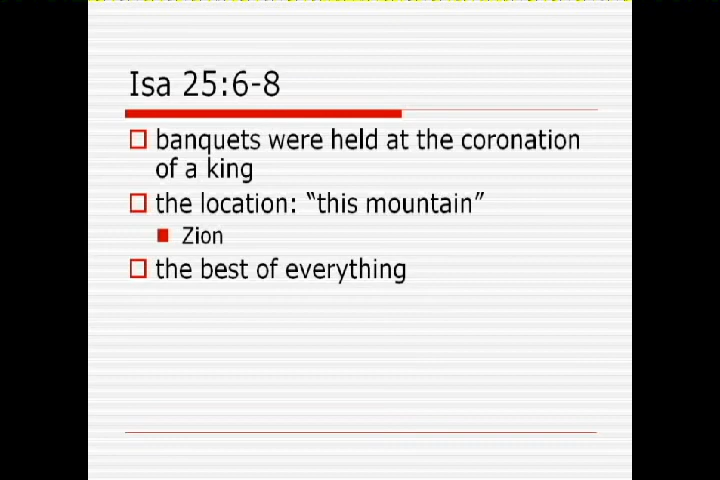 Isa 25:6-8
banquets were held at the coronation
of a king
the location: “this mountain”
Zion
the best of everything